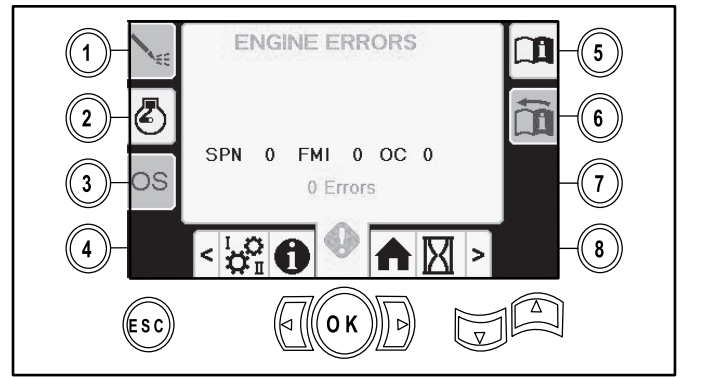 ENGINE ERRORS
1
5
2
6
SPN 0 FMI 0 OC 0
0 Errors
3
OS
7
4
< I II i ! >
8
ESC
OK